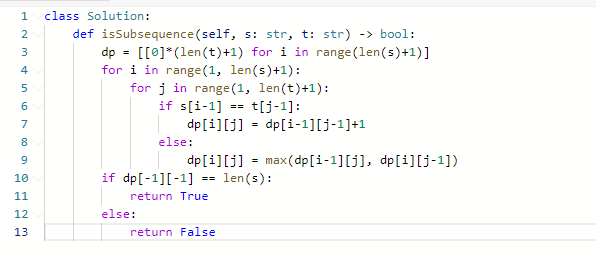 1 class Solution:
2     def isSubsequence(self, s: str, t: str) -> bool:
3         dp = [[0]*(len(t)+1) for i in range(len(s)+1)]
4         for i in range(1, len(s)+1):
5             for j in range(1, len(t)+1):
6                 if s[i-1] == t[j-1]:
7                     dp[i][j] = dp[i-1][j-1]+1
8                 else:
9                     dp[i][j] = max(dp[i-1][j], dp[i][j-1])
10         if dp[-1][-1] == len(s):
11             return True
12         else:
13             return False